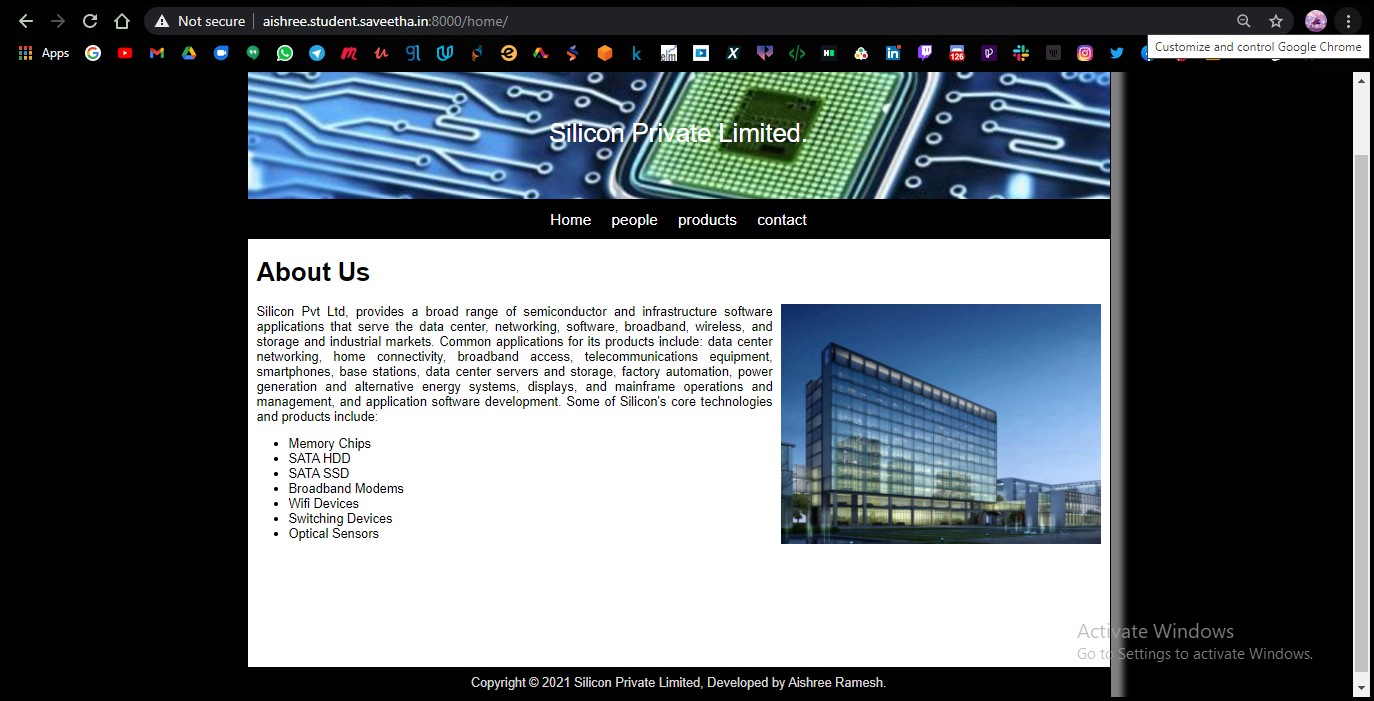 Not secure aishree.student.saveetha.in:8000/home/
Apps
126
Customize and control Google Chrome
Silicon Private Limited.
Home people products contact
About Us
Silicon Pvt Ltd, provides a broad range of semiconductor and infrastructure software
applications that serve the data center, networking, software, broadband, wireless, and
storage and industrial markets. Common applications for its products include: data center
networking, home connectivity, broadband access, telecommunications equipment,
smartphones, base stations, data center servers and storage, factory automation, power
generation and alternative energy systems, displays, and mainframe operations and
management, and application software development. Some of Silicon's core technologies
and products include:
• Memory Chips
• SATA HDD
• SATA SSD
• Broadband Modems
• Wifi Devices
• Switching Devices
• Optical Sensors
Activate Windows
Go to Settings to activate Windows.
Copyright © 2021 Silicon Private Limited, Developed by Aishree Ramesh.